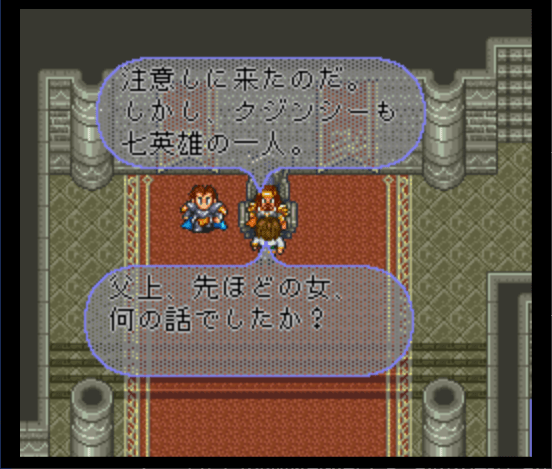 注意しに来たのだ。
しかし、クジンシーも
七英雄の一人。
父上、先ほどの女、
何の話でしたか？